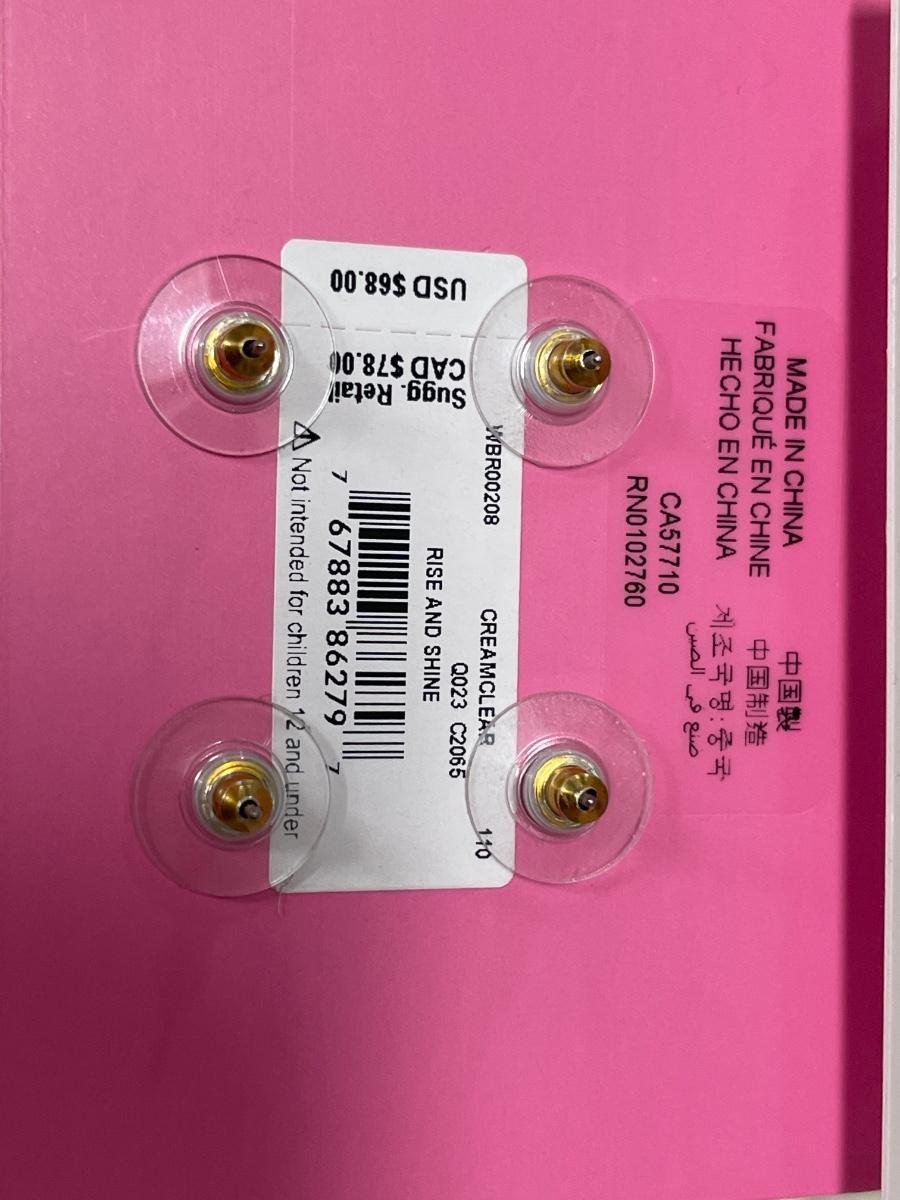 USD $68.00
CAD $78.00
Sugg. Retail
WBR00208 CREAMCLEAR 110
Q023 C2065
RISE AND SHINE
7 67883 86279 7
Not intended for children 12 and under
MADE IN CHINA 中国製
FABRIQUÉ EN CHINE 中国制造
HECHO EN CHINA 제조국명:중국
صنع في الصين
CA57710
RN0102760